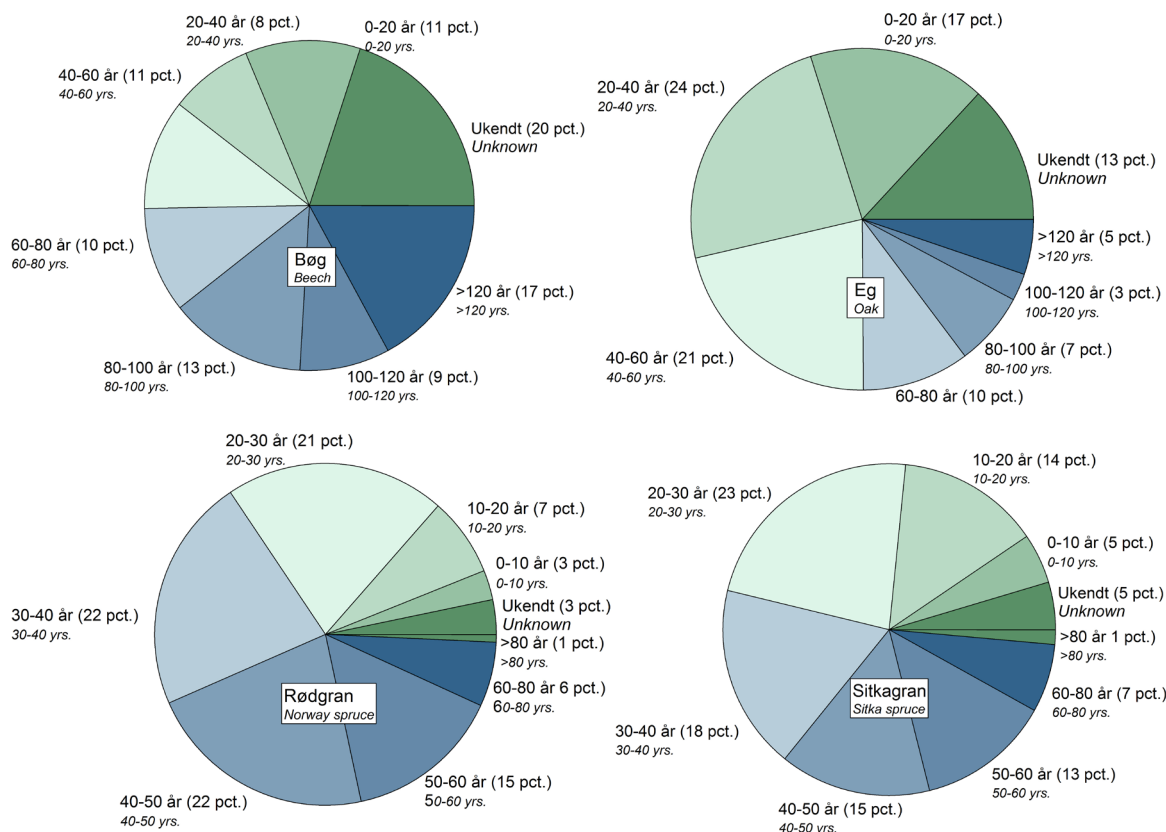 20-40 år (8 pct.)
20-40 yrs.
0-20 år (11 pct.)
0-20 yrs.
40-60 år (11 pct.)
40-60 yrs.
Ukendt (20 pct.)
Unknown
60-80 år (10 pct.)
60-80 yrs.
Bøg
Beech
>120 år (17 pct.)
>120 yrs.
80-100 år (13 pct.)
80-100 yrs.
100-120 år (9 pct.)
100-120 yrs.
0-20 år (17 pct.)
0-20 yrs.
20-40 år (24 pct.)
20-40 yrs.
Ukendt (13 pct.)
Unknown
>120 år (5 pct.)
>120 yrs.
Eg
Oak
100-120 år (3 pct.)
100-120 yrs.
80-100 år (7 pct.)
80-100 yrs.
40-60 år (21 pct.)
40-60 yrs.
60-80 år (10 pct.)
20-30 år (21 pct.)
20-30 yrs.
10-20 år (7 pct.)
10-20 yrs.
0-10 år (3 pct.)
0-10 yrs.
Ukendt (3 pct.)
Unknown
>80 år (1 pct.)
>80 yrs.
30-40 år (22 pct.)
30-40 yrs.
60-80 år 6 pct.)
60-80 yrs.
Rødgran
Norway spruce
50-60 år (15 pct.)
50-60 yrs.
40-50 år (22 pct.)
40-50 yrs.
10-20 år (14 pct.)
10-20 yrs.
20-30 år (23 pct.)
20-30 yrs.
0-10 år (5 pct.)
0-10 yrs.
Ukendt (5 pct.)
Unknown
>80 år 1 pct.)
>80 yrs.
Sitkagran
Sitka spruce
60-80 år (7 pct.)
60-80 yrs.
30-40 år (18 pct.)
30-40 yrs.
50-60 år (13 pct.)
50-60 yrs.
40-50 år (15 pct.)
40-50 yrs.